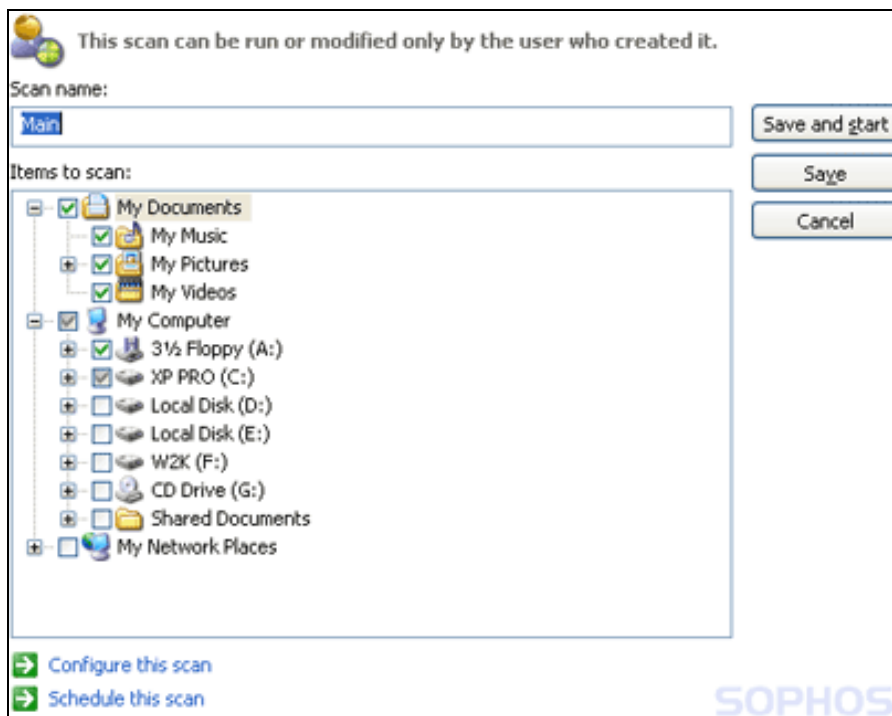 This scan can be run or modified only by the user who created it.
Scan name:
Main
Save and start
Items to scan:
Save
Cancel
My Documents
My Music
My Pictures
My Videos
My Computer
3½ Floppy (A:)
XP PRO (C:)
Local Disk (D:)
Local Disk (E:)
W2K (F:)
CD Drive (G:)
Shared Documents
My Network Places
Configure this scan
Schedule this scan
SOPHOS